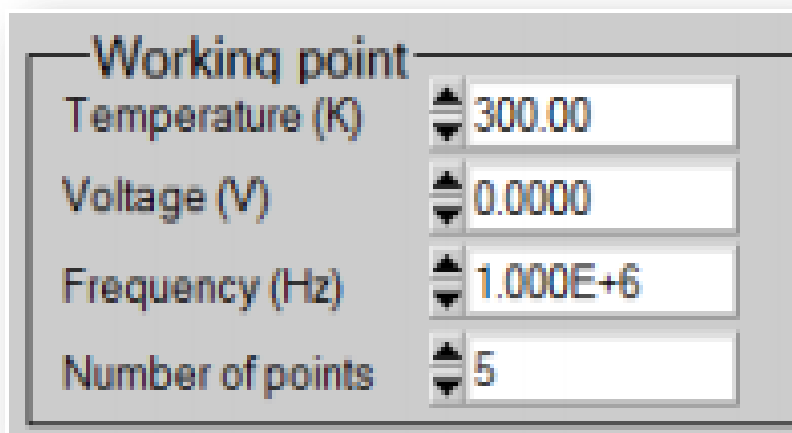 Working point
Temperature (K) 300.00
Voltage (V) 0.0000
Frequency (Hz) 1.000E+6
Number of points 5